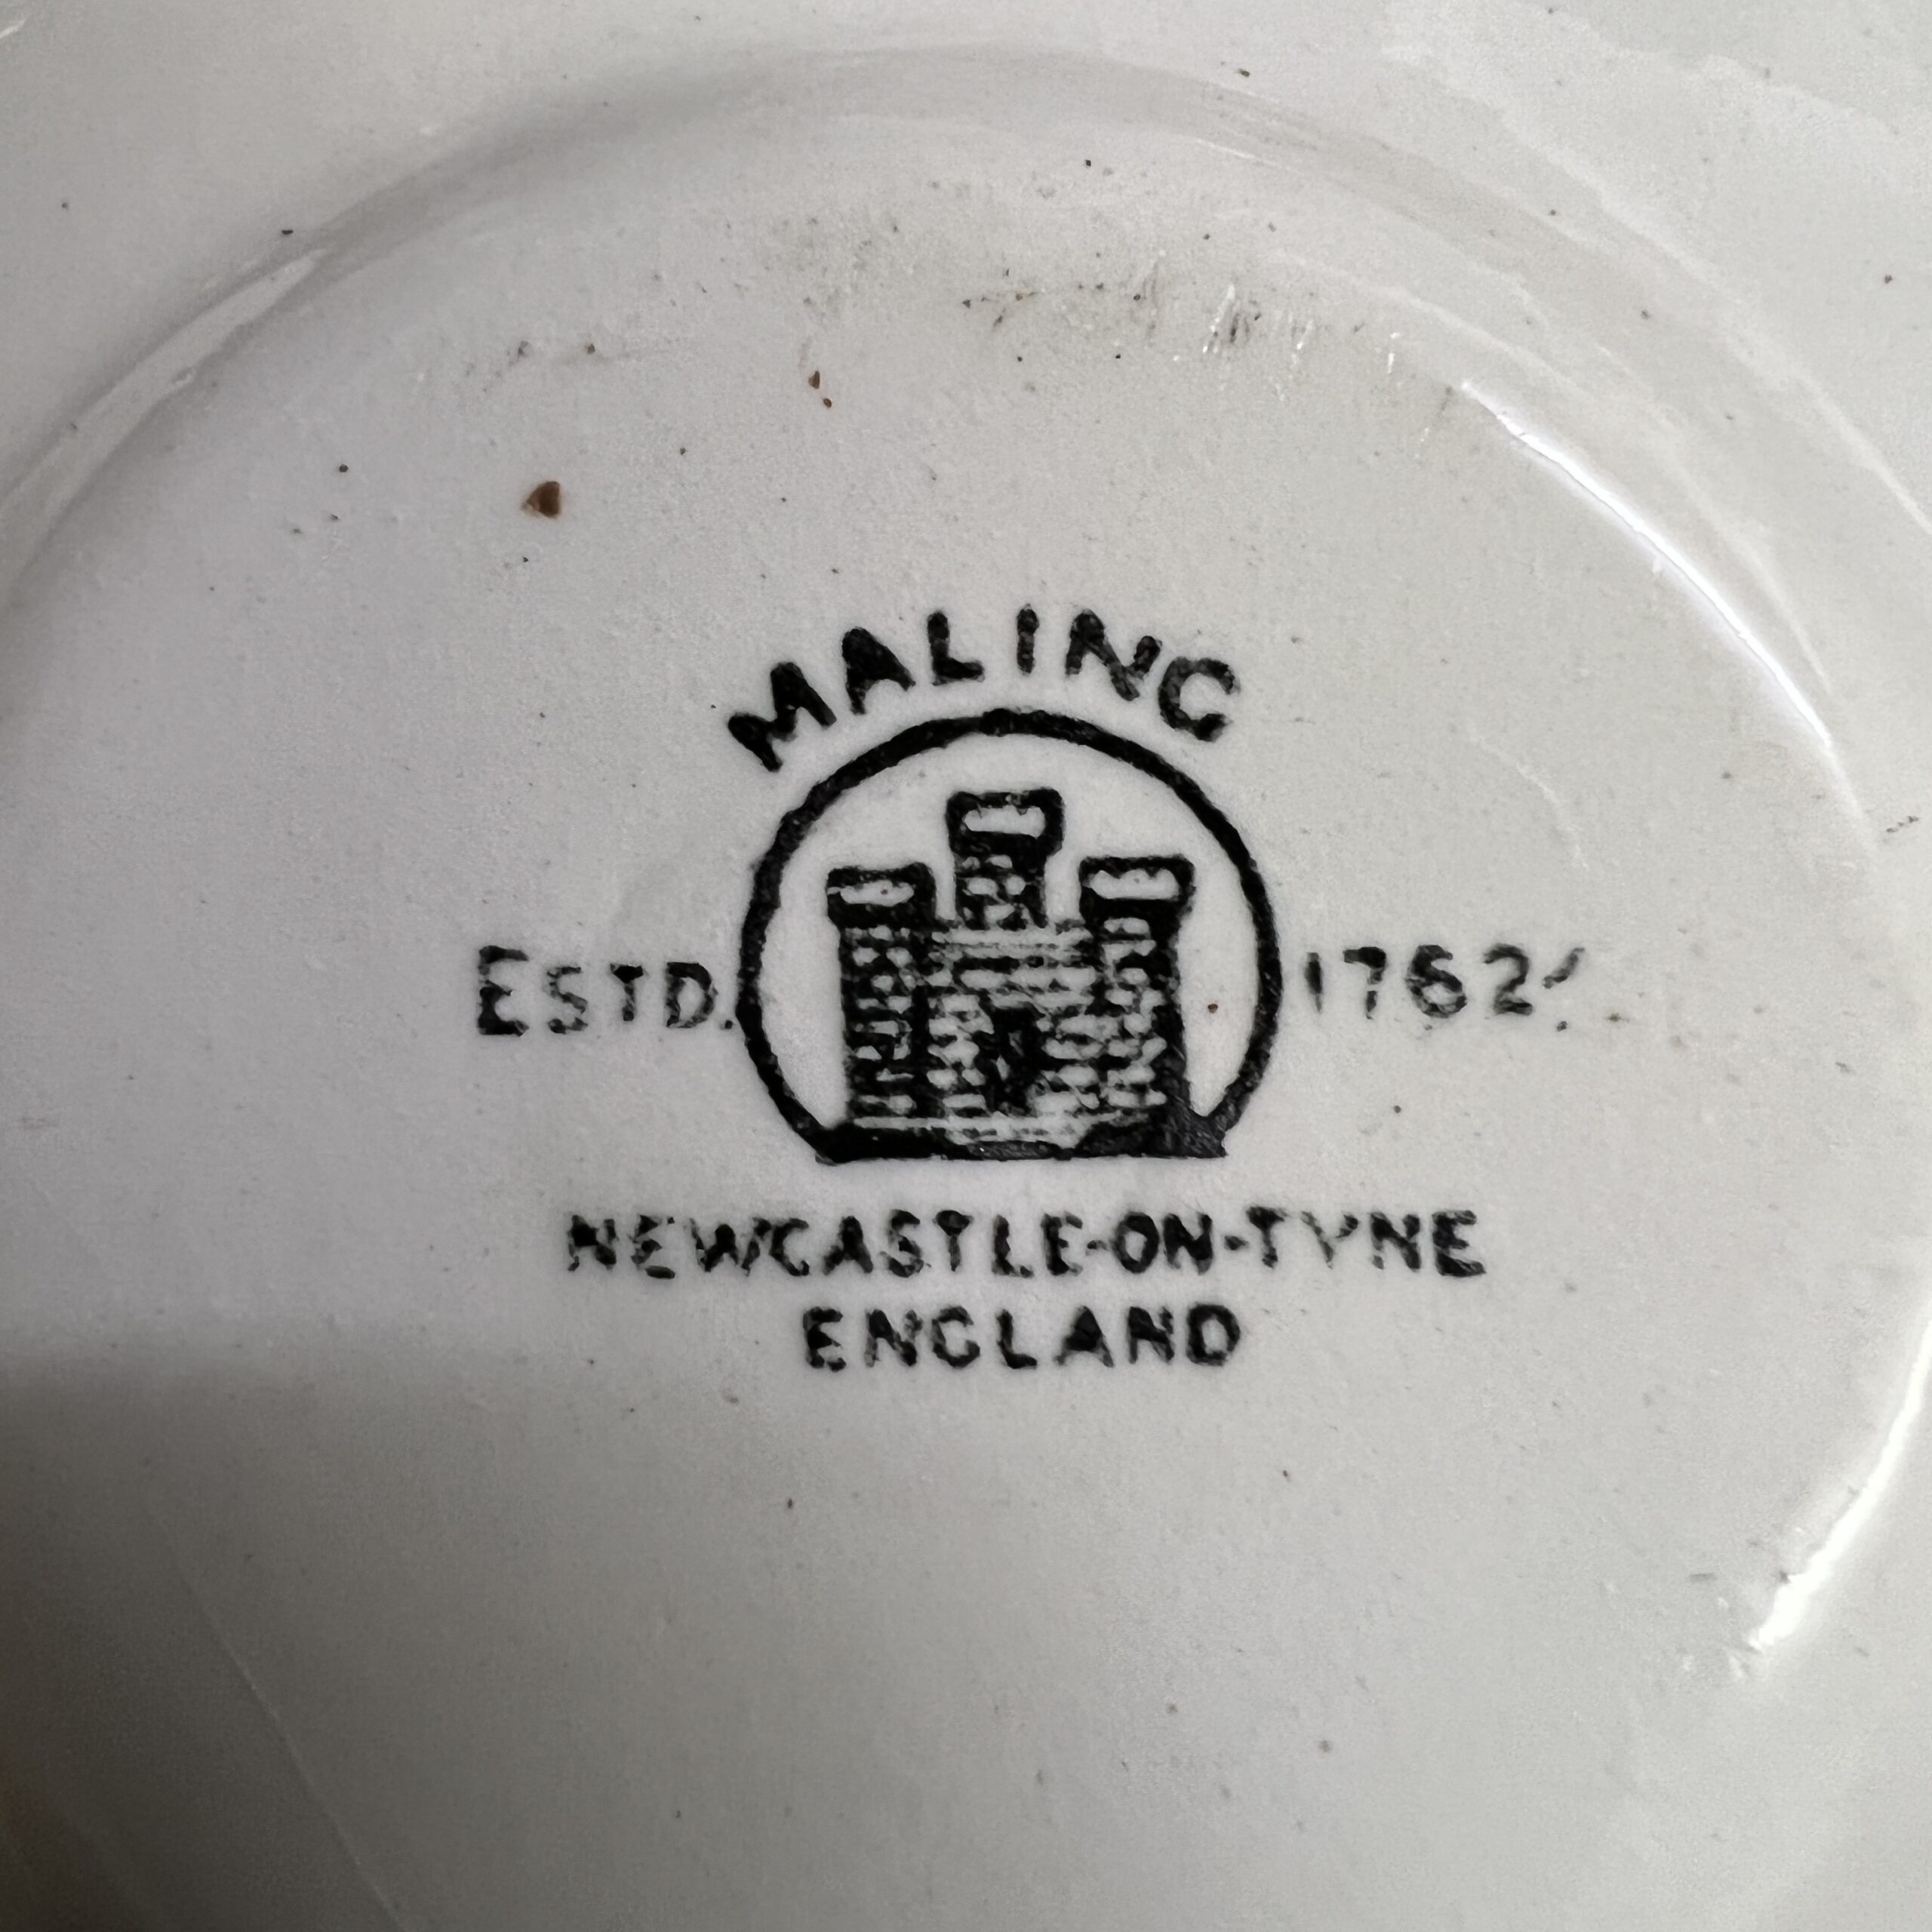 MALING
ESTD. 1762
NEWCASTLE-ON-TYNE
ENGLAND